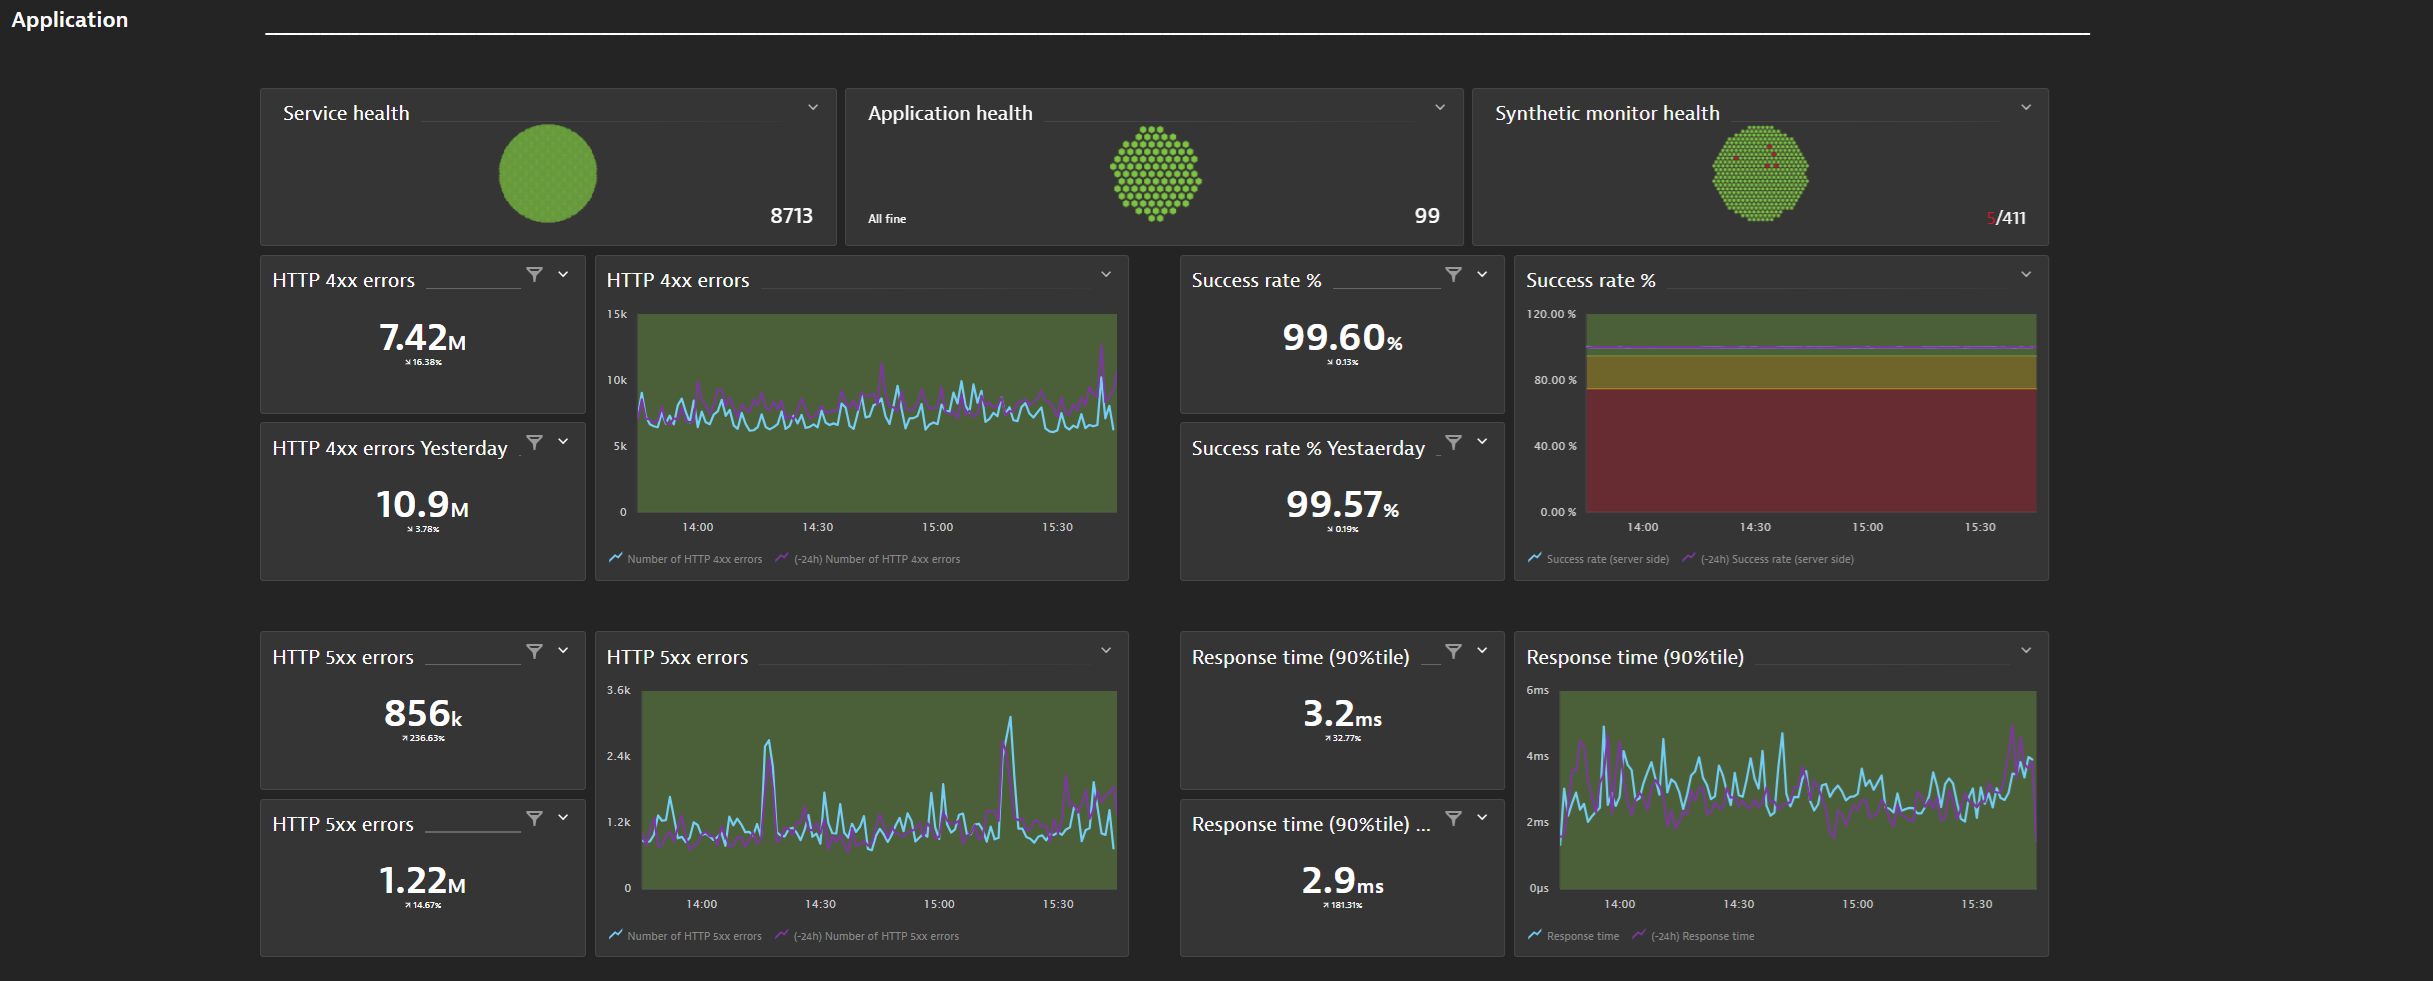 Application
Service health
8713
Application health
All fine
99
Synthetic monitor health
5/411
HTTP 4xx errors
7.42M
16.38%
HTTP 4xx errors Yesterday
10.9M
3.78%
HTTP 4xx errors
15k
10k
5k
0
14:00 14:30 15:00 15:30
Number of HTTP 4xx errors (-24h) Number of HTTP 4xx errors
Success rate %
99.60%
0.13%
Success rate % Yestaerday
99.57%
0.19%
Success rate %
120.00 %
80.00 %
40.00 %
0.00 %
14:00 14:30 15:00 15:30
Success rate (server side) (-24h) Success rate (server side)
HTTP 5xx errors
856k
236.63%
HTTP 5xx errors
1.22M
14.67%
HTTP 5xx errors
3.6k
2.4k
1.2k
0
14:00 14:30 15:00 15:30
Number of HTTP 5xx errors (-24h) Number of HTTP 5xx errors
Response time (90%tile)
3.2ms
32.77%
Response time (90%tile) ...
2.9ms
181.31%
Response time (90%tile)
6ms
4ms
2ms
0µs
14:00 14:30 15:00 15:30
Response time (-24h) Response time